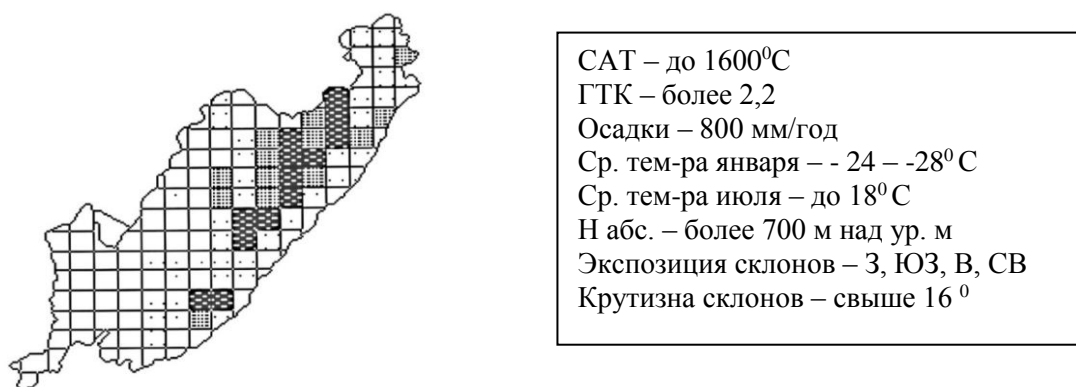 САТ – до 1600⁰С
ГТК – более 2,2
Осадки – 800 мм/год
Ср. тем-ра января – - 24 – -28⁰ С
Ср. тем-ра июля – до 18⁰ С
Н абс. – более 700 м над ур. м
Экспозиция склонов – З, ЮЗ, В, СВ
Крутизна склонов – свыше 16 ⁰